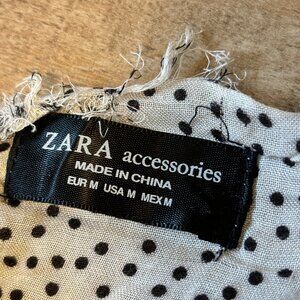 ZARA accessories
MADE IN CHINA
EUR M USA M MEX M